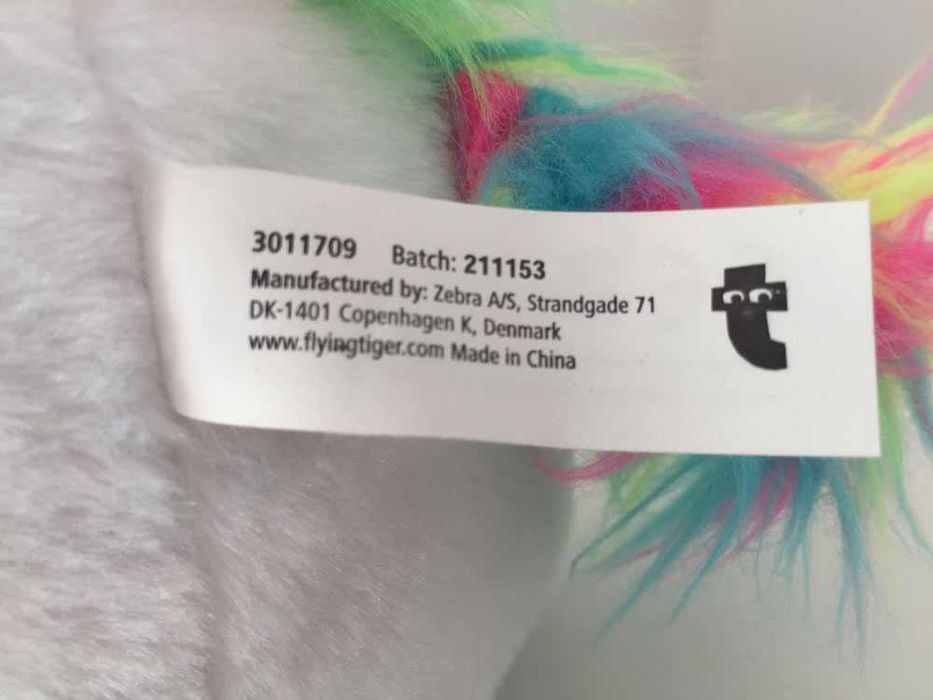 3011709 Batch: 211153
Manufactured by: Zebra A/S, Strandgade 71
DK-1401 Copenhagen K, Denmark
www.flyingtiger.com Made in China